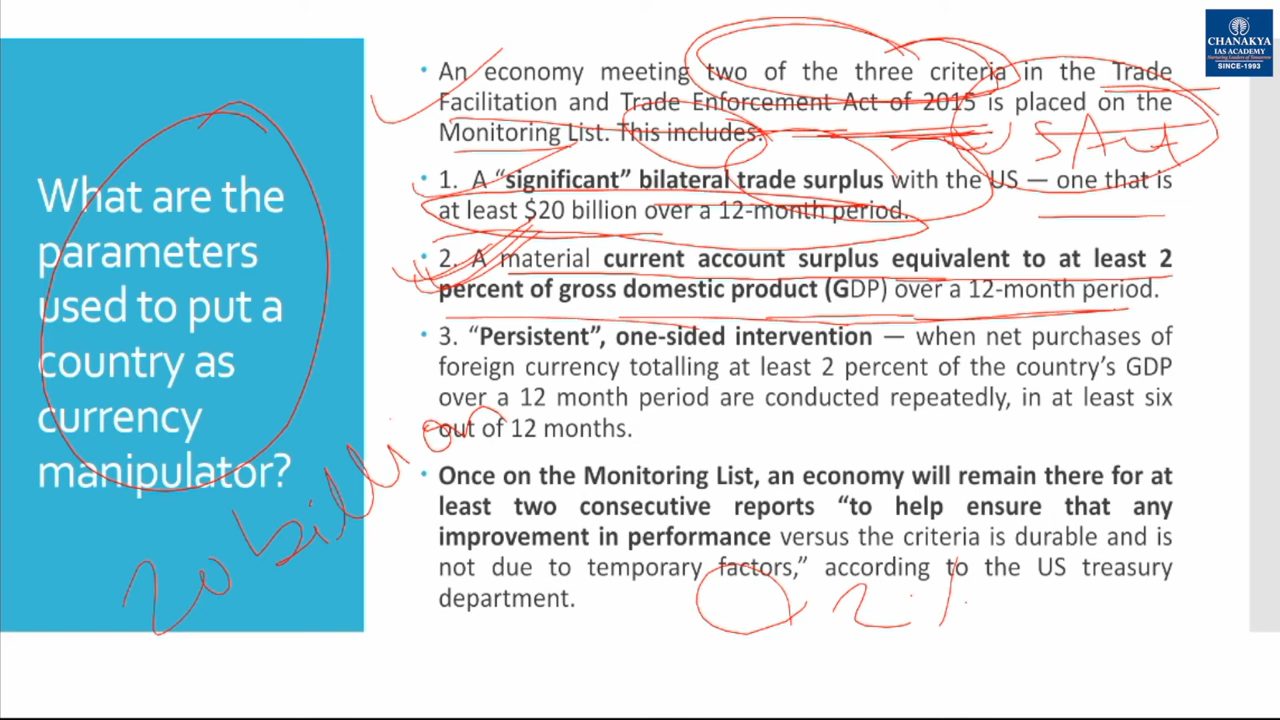 CHANAKYA
IAS ACADEMY
Nurturing Leaders of Tomorrow
SINCE-1993
What are the
parameters
used to put a
country as
currency
manipulator?
• An economy meeting two of the three criteria in the Trade
Facilitation and Trade Enforcement Act of 2015 is placed on the
Monitoring List. This includes:
• 1. A “significant” bilateral trade surplus with the US — one that is
at least $20 billion over a 12-month period.
• 2. A material current account surplus equivalent to at least 2
percent of gross domestic product (GDP) over a 12-month period.
• 3. “Persistent”, one-sided intervention — when net purchases of
foreign currency totalling at least 2 percent of the country’s GDP
over a 12 month period are conducted repeatedly, in at least six
out of 12 months.
• Once on the Monitoring List, an economy will remain there for at
least two consecutive reports “to help ensure that any
improvement in performance versus the criteria is durable and is
not due to temporary factors,” according to the US treasury
department.
US Act
20 billion
2%